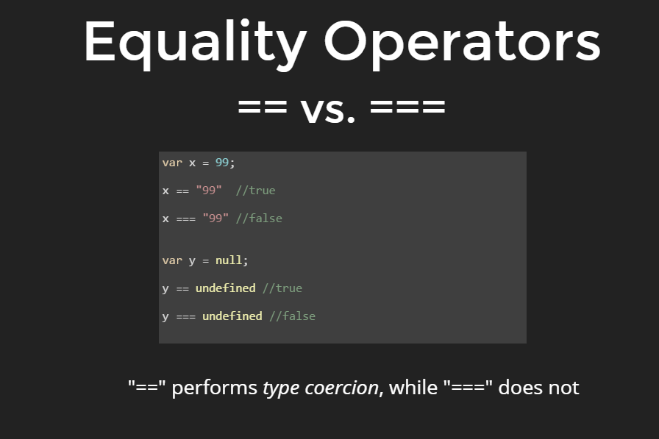 Equality Operators
== vs. ===
var x = 99;
x == "99" //true
x === "99" //false
var y = null;
y == undefined //true
y === undefined //false
"==" performs type coercion, while "===" does not